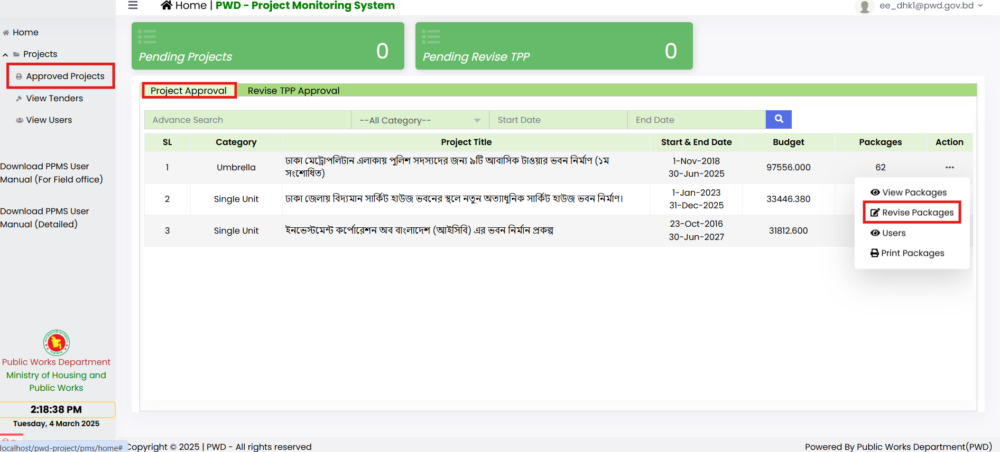 Home | PWD - Project Monitoring System
ee_dhk1@pwd.gov.bd
Home
Projects
Approved Projects
View Tenders
View Users
Download PPMS User
Manual (For Field office)
Download PPMS User
Manual (Detailed)
Public Works Department
Ministry of Housing and
Public Works
2:18:38 PM
Tuesday, 4 March 2025
localhost/pwd-project/pms/home#
Pending Projects 0
Pending Revise TPP 0
Project Approval Revise TPP Approval
Advance Search --All Category-- Start Date End Date
SL Category Project Title Start & End Date Budget Packages Action
1 Umbrella ঢাকা মেট্রোপলিটান এলাকায় পুলিশ সদস্যদের জন্য ৯টি আবাসিক টাওয়ার ভবন নির্মাণ (১ম
সংশোধিত) 1-Nov-2018
30-Jun-2025 97556.000 62 •••
2 Single Unit ঢাকা জেলায় বিদ্যমান সার্কিট হাউজ ভবনের স্থলে নতুন অত্যাধুনিক সার্কিট হাউজ ভবন নির্মাণ। 1-Jan-2023
31-Dec-2025 33446.380
3 Single Unit ইনভেস্টমেন্ট কর্পোরেশন অব বাংলাদেশ (আইসিবি) এর ভবন নির্মান প্রকল্প 23-Oct-2016
30-Jun-2027 31812.600
View Packages
Revise Packages
Users
Print Packages
Copyright © 2025 | PWD - All rights reserved
Powered By Public Works Department(PWD)